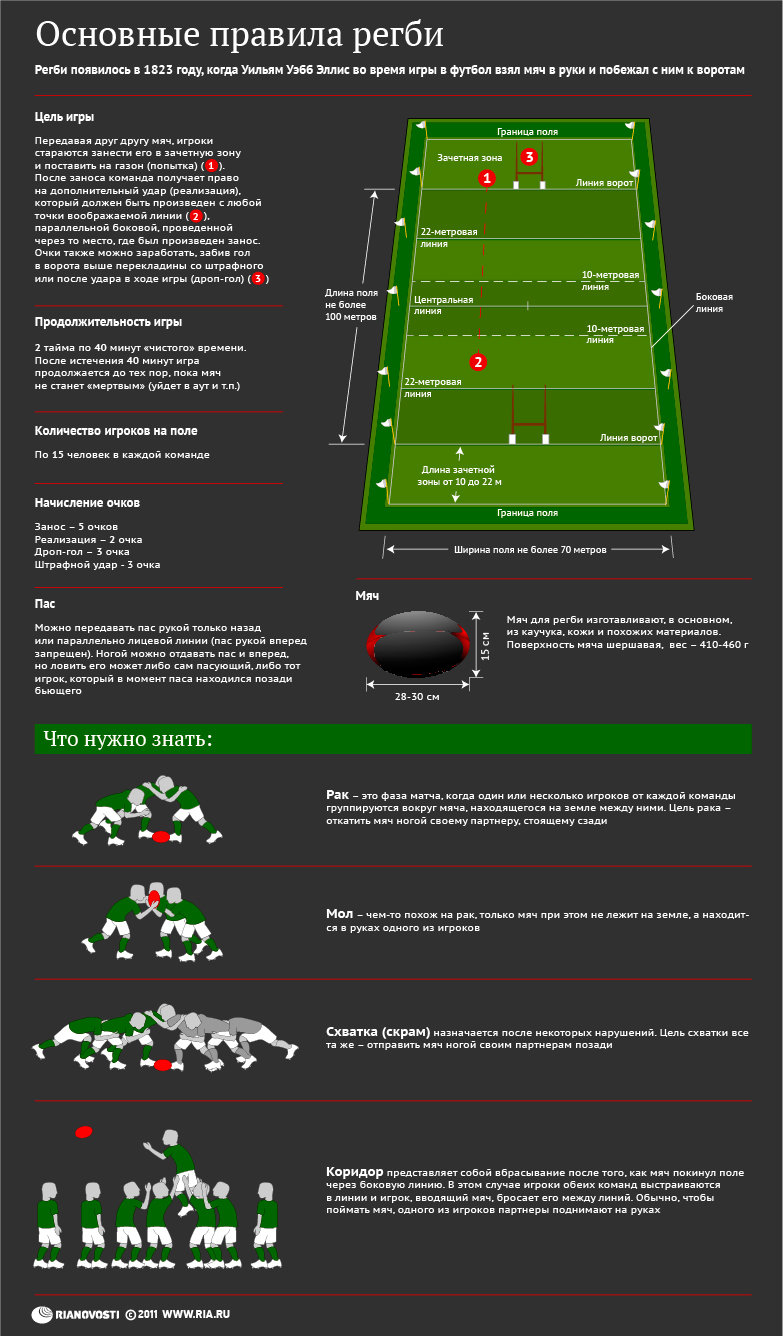 Основные правила регби
Регби появилось в 1823 году, когда Уильям Уэбб Эллис во время игры в футбол взял мяч в руки и побежал с ним к воротам
Цель игры
Передавая друг другу мяч, игроки
стараются занести его в зачетную зону
и поставить на газон (попытка) (1).
После заноса команда получает право
на дополнительный удар (реализация),
который должен быть произведен с любой
точки воображаемой линии (2),
параллельной боковой, проведенной
через то место, где был произведен занос.
Очки также можно заработать, забив гол
в ворота выше перекладины со штрафного
или после удара в ходе игры (дроп-гол) (3)
Продолжительность игры
2 тайма по 40 минут «чистого» времени.
После истечения 40 минут игра
продолжается до тех пор, пока мяч
не станет «мертвым» (уйдет в аут и т.п.)
Количество игроков на поле
По 15 человек в каждой команде
Начисление очков
Занос – 5 очков
Реализация – 2 очка
Дроп-гол – 3 очка
Штрафной удар - 3 очка
Пас
Можно передавать пас рукой только назад
или параллельно лицевой линии (пас рукой вперед
запрещен). Ногой можно отдавать пас и вперед,
но ловить его может либо сам пасующий, либо тот
игрок, который в момент паса находился позади
бьющего
Граница поля
Зачетная зона
3
1
Линия ворот
22-метровая
линия
10-метровая
линия
Длина поля
не более
100 метров
Центральная
линия
Боковая
линия
10-метровая
линия
2
22-метровая
линия
Линия ворот
Длина зачетной
зоны от 10 до 22 м
Граница поля
Ширина поля не более 70 метров
Мяч
15 см
28-30 см
Мяч для регби изготавливают, в основном,
из каучука, кожи и похожих материалов.
Поверхность мяча шершавая, вес – 410-460 г
Что нужно знать:
Рак – это фаза матча, когда один или несколько игроков от каждой команды
группируются вокруг мяча, находящегося на земле между ними. Цель рака –
откатить мяч ногой своему партнеру, стоящему сзади
Мол – чем-то похож на рак, только мяч при этом не лежит на земле, а находит-
ся в руках одного из игроков
Схватка (скрам) назначается после некоторых нарушений. Цель схватки все
та же – отправить мяч ногой своим партнерам позади
Коридор представляет собой вбрасывание после того, как мяч покинул поле
через боковую линию. В этом случае игроки обеих команд выстраиваются
в линии и игрок, вводящий мяч, бросает его между линий. Обычно, чтобы
поймать мяч, одного из игроков партнеры поднимают на руках
RIANOVOSTI © 2011 WWW.RIA.RU